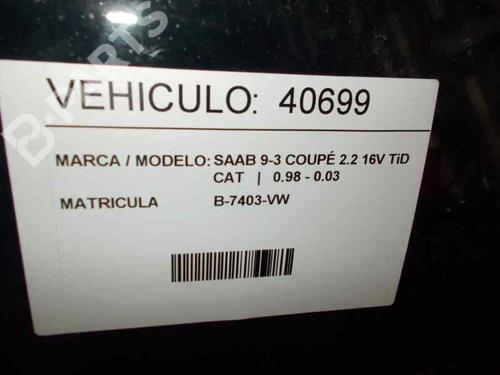 VEHICULO: 40699
MARCA / MODELO: SAAB 9-3 COUPÉ 2.2 16V TiD
CAT | 0.98 - 0.03
MATRICULA B-7403-VW
B-PARTS